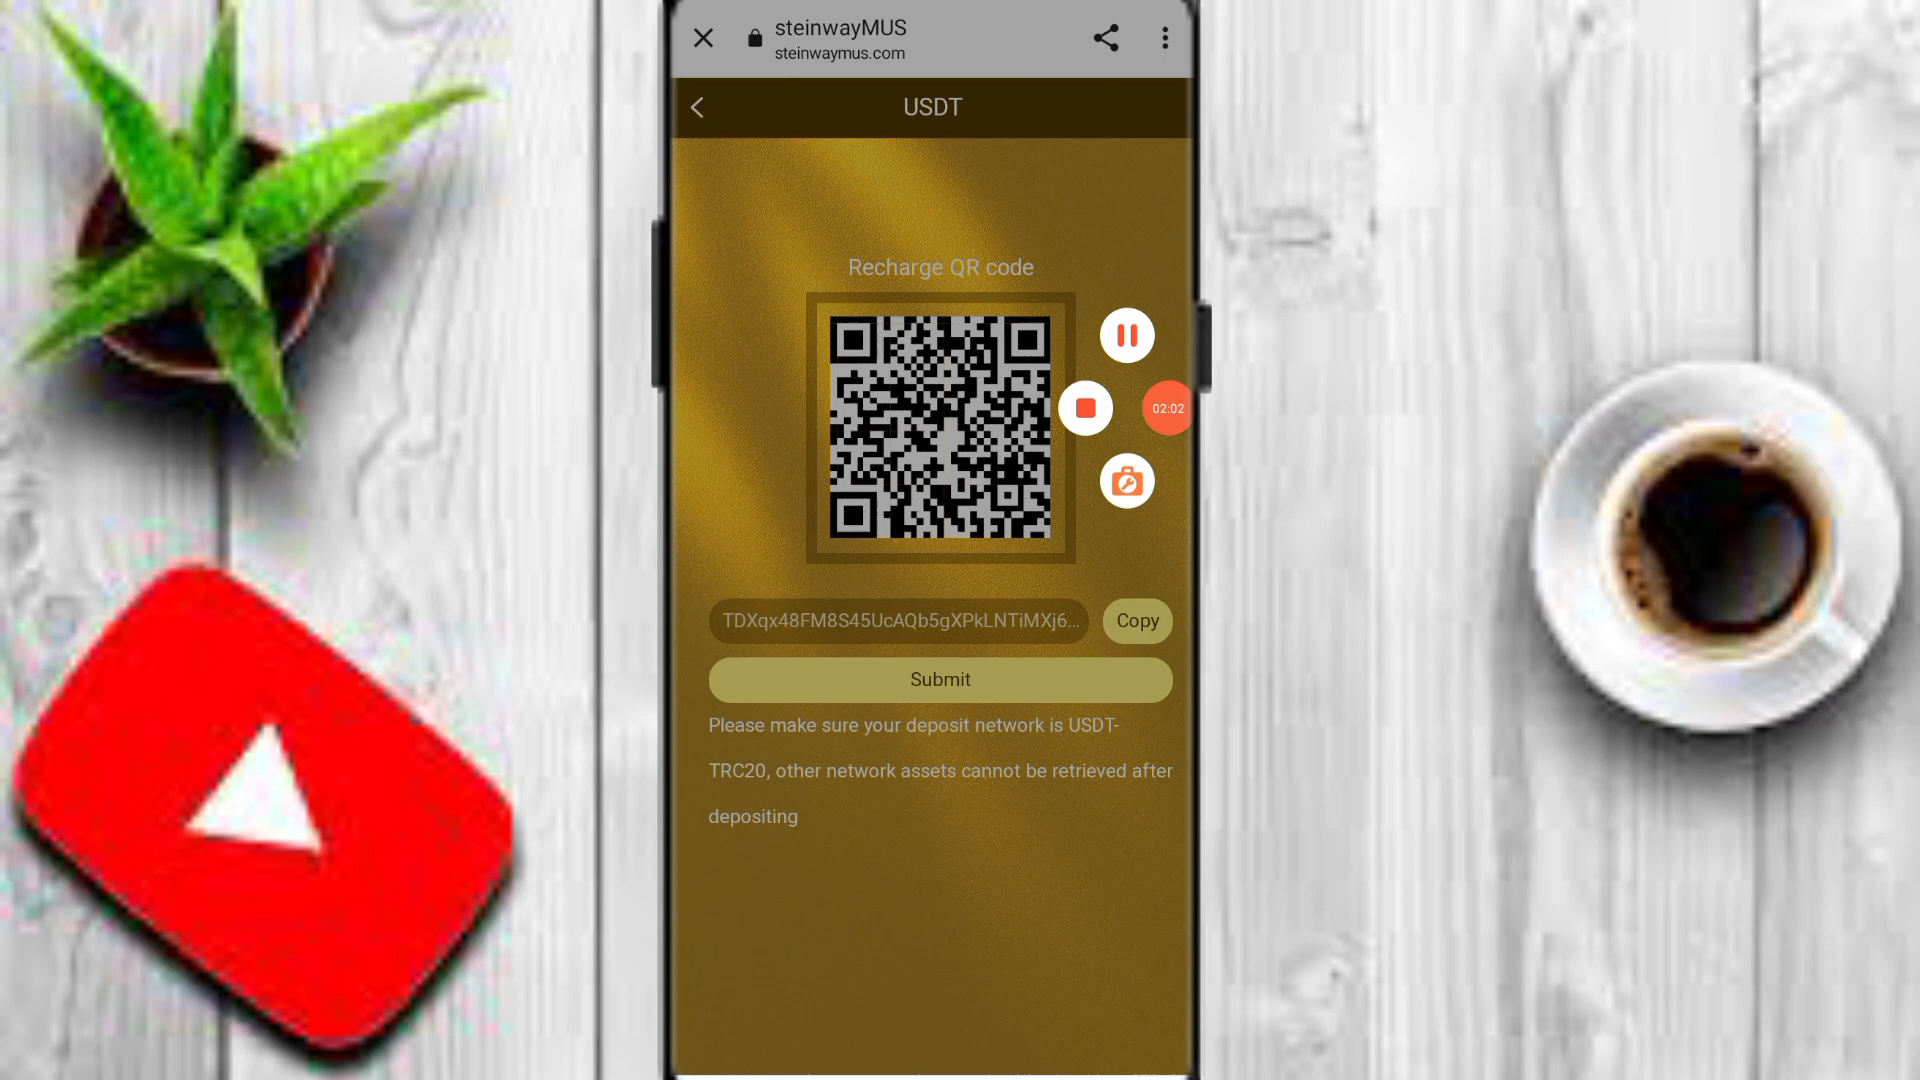 steinwayMUS
steinwaymus.com
USDT
Recharge QR code
02:02
TDXqx48FM8S45UcAQb5gXPkLNTiMXj6...
Copy
Submit
Please make sure your deposit network is USDT-
TRC20, other network assets cannot be retrieved after
depositing